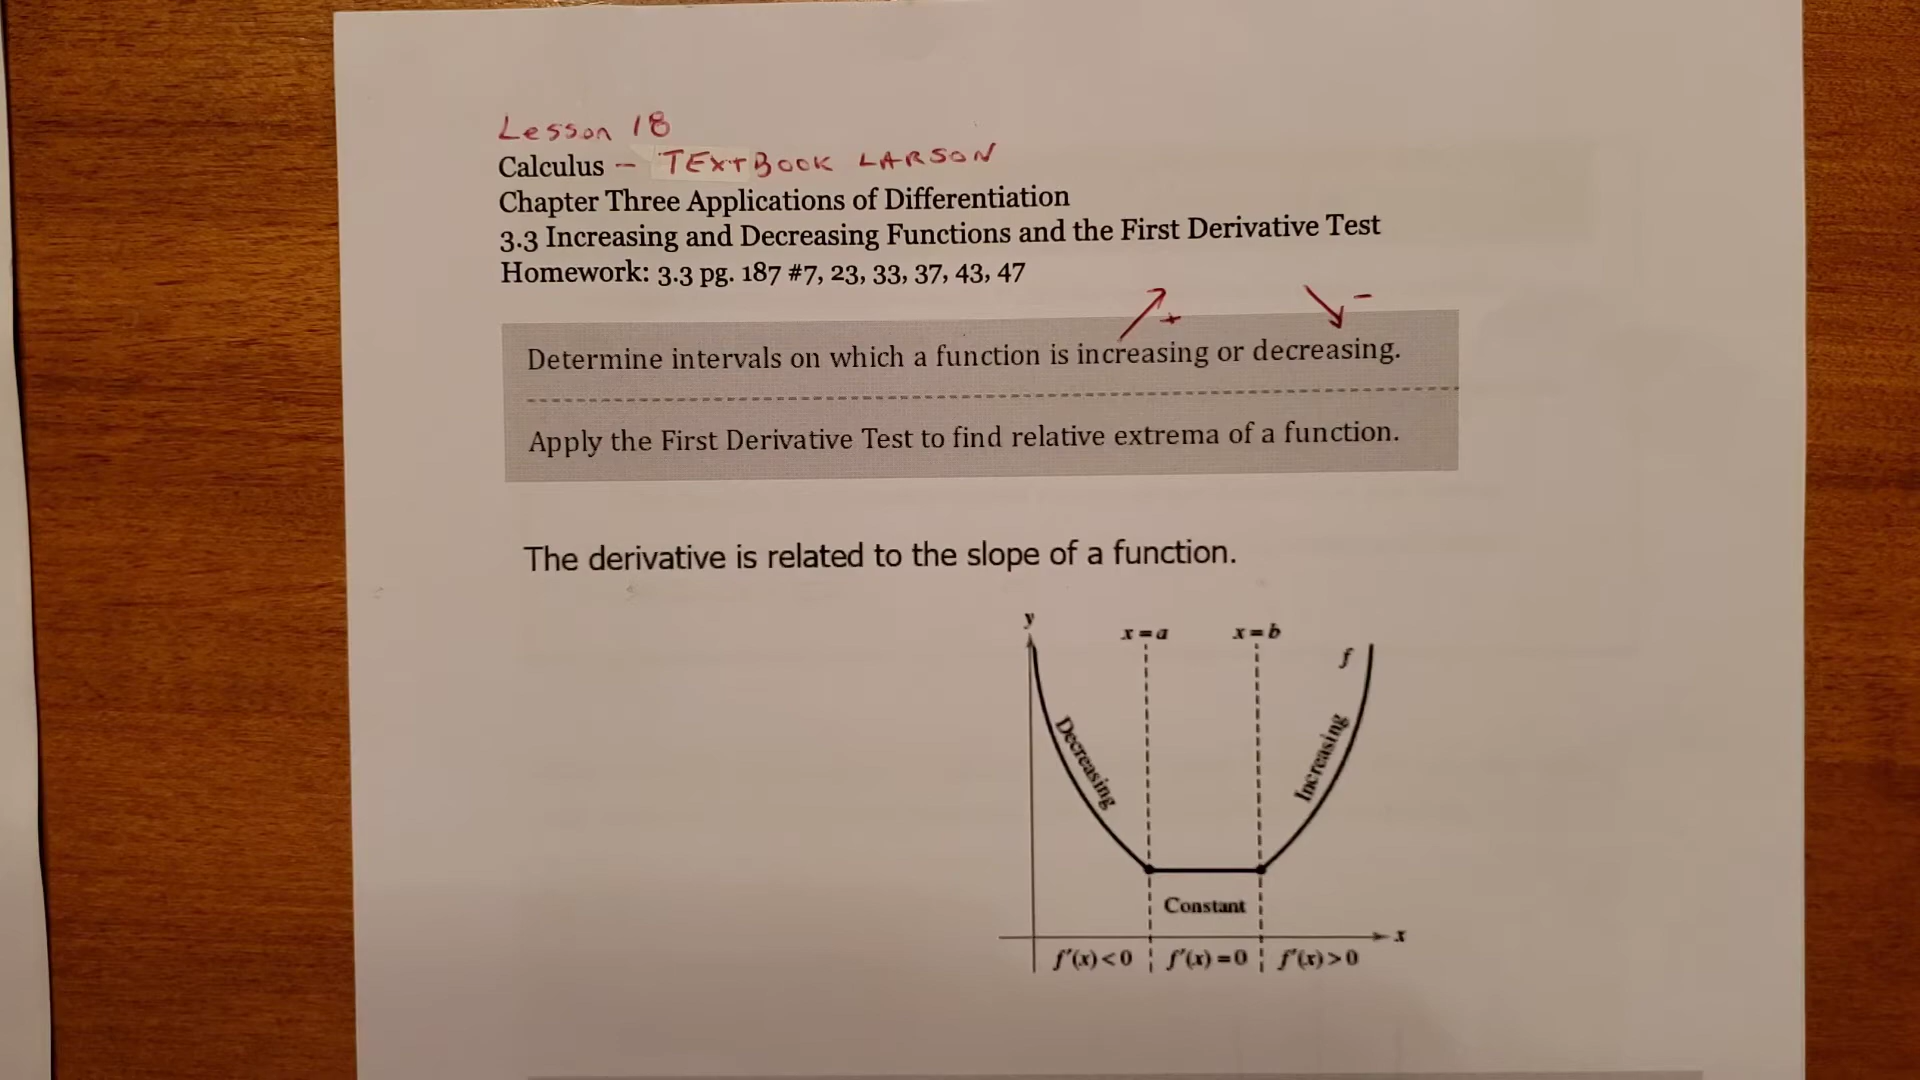 Lesson 18
Calculus – TEXTBOOK LARSON
Chapter Three Applications of Differentiation
3.3 Increasing and Decreasing Functions and the First Derivative Test
Homework: 3.3 pg. 187 #7, 23, 33, 37, 43, 47
+ –
Determine intervals on which a function is increasing or decreasing.
Apply the First Derivative Test to find relative extrema of a function.
The derivative is related to the slope of a function.
y
x = a x = b
f
Decreasing
Increasing
Constant
x
f'(x) < 0 f'(x) = 0 f'(x) > 0